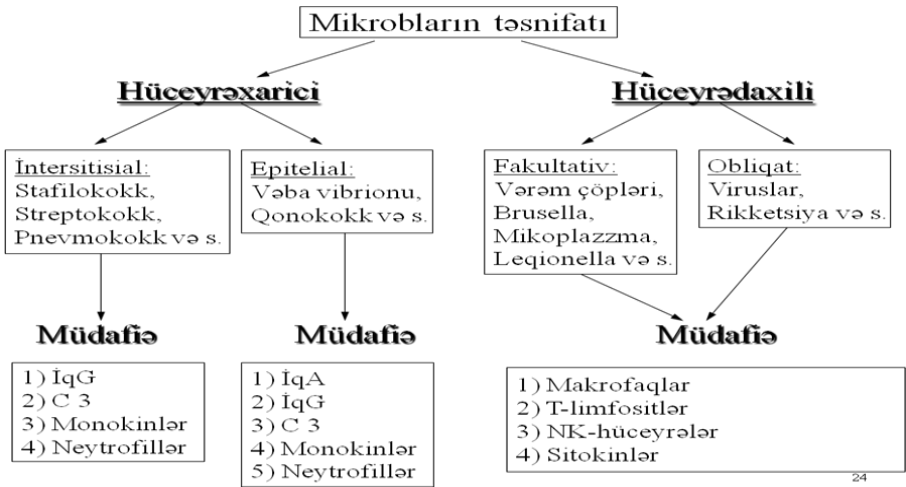 Mikrobların təsnifatı
Hüceyrəxarici
Hüceyrədaxili
İntersitisial:
Stafilokokk,
Streptokokk,
Pnevmokokk və s.
Epitelial:
Vəba vibrionu,
Qonokokk və s.
Fakultativ:
Vərəm çöpləri,
Brusella,
Mikoplazzma,
Leqionella və s.
Obliqat:
Viruslar,
Rikketsiya və s.
Müdafiə
1) İqG
2) C 3
3) Monokinlər
4) Neytrofillər
Müdafiə
1) İqA
2) İqG
3) C 3
4) Monokinlər
5) Neytrofillər
Müdafiə
1) Makrofaqlar
2) T-limfositlər
3) NK-hüceyrələr
4) Sitokinlər
24